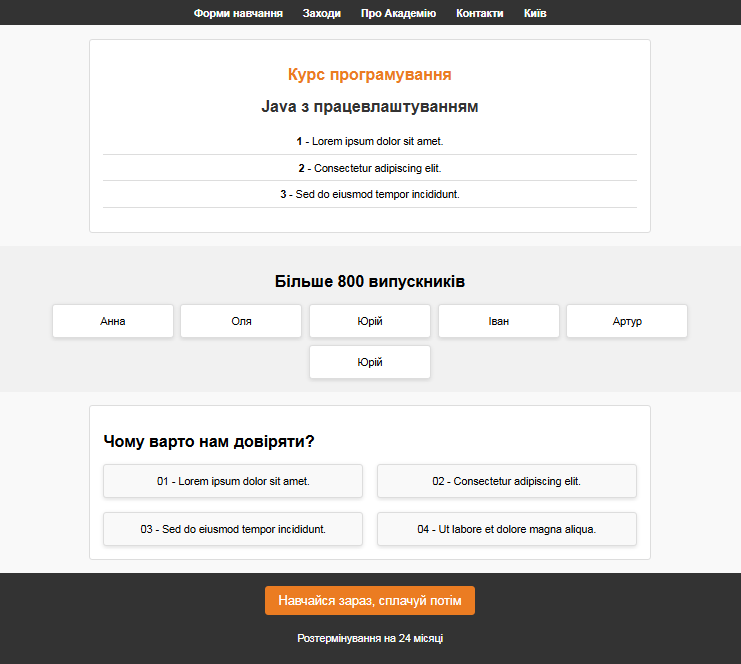 Форми навчання Заходи Про Академію Контакти Київ
Курс програмування
Java з працевлаштуванням
1 - Lorem ipsum dolor sit amet.
2 - Consectetur adipiscing elit.
3 - Sed do eiusmod tempor incididunt.
Більше 800 випускників
Анна Оля Юрій Іван Артур
Юрій
Чому варто нам довіряти?
01 - Lorem ipsum dolor sit amet. 02 - Consectetur adipiscing elit.
03 - Sed do eiusmod tempor incididunt. 04 - Ut labore et dolore magna aliqua.
Навчайся зараз, сплачуй потім
Розтермінування на 24 місяці